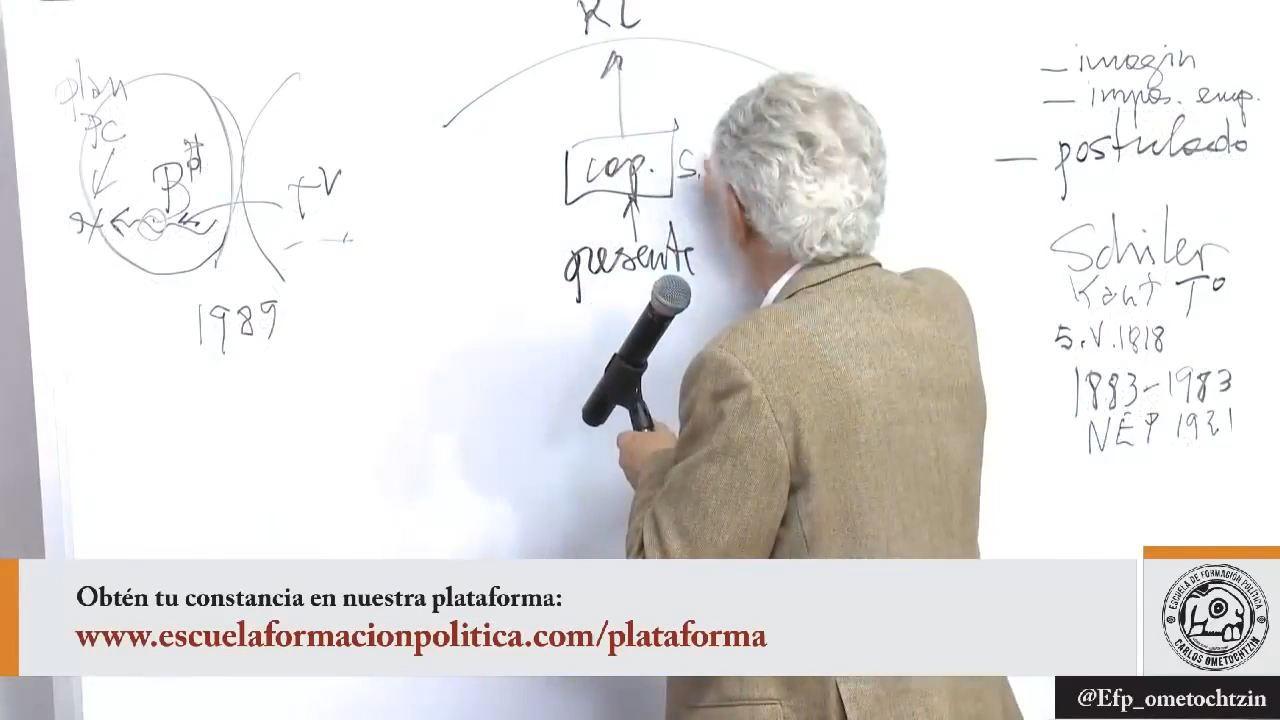 plan
PC
B
1989
RL
cap.
S.
presente
— imagin
— impos. emp.
— postulado
Schiler
Kant T°
5.V.1818
1883-1983
NEP 1921
Obtén tu constancia en nuestra plataforma:
www.escuelaformacionpolitica.com/plataforma
ESCUELA DE FORMACIÓN POLÍTICA
CARLOS OMETOCHTZIN
@Efp_ometochtzin